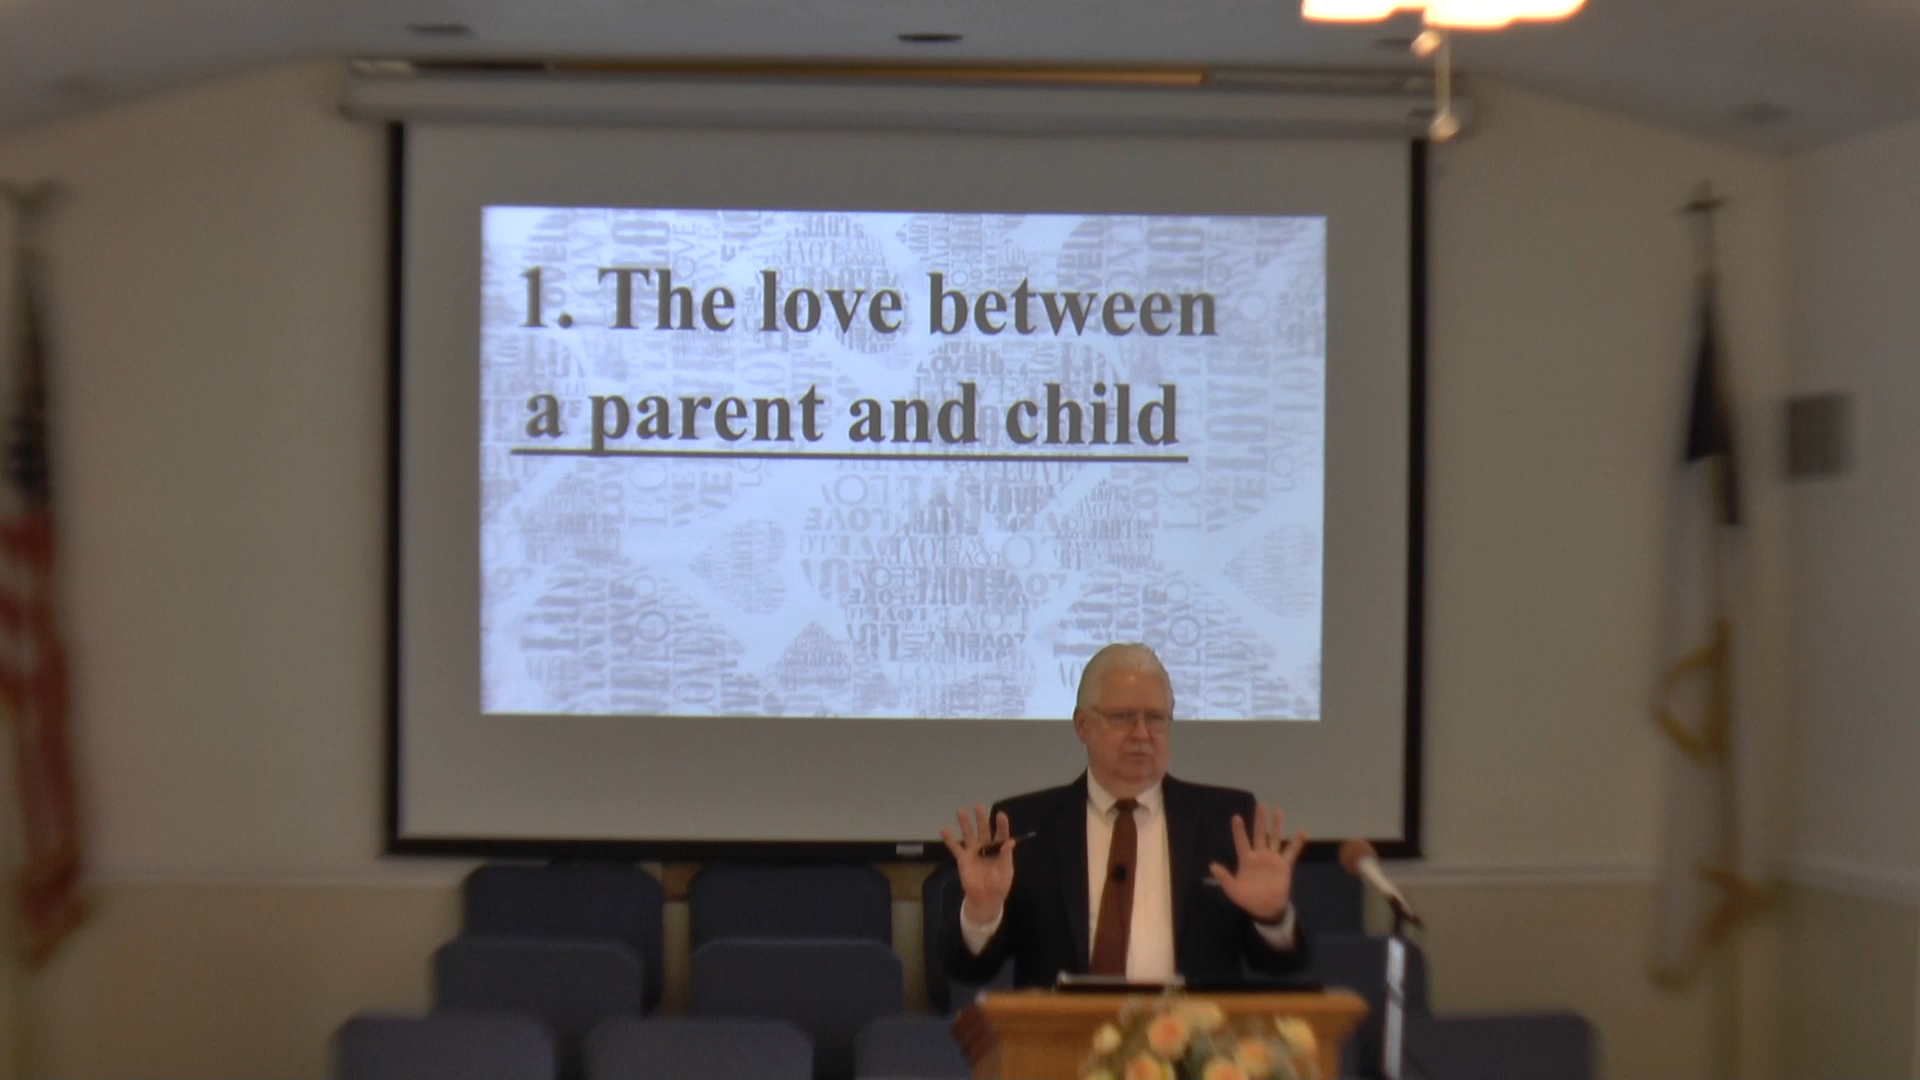 1. The love between
a parent and child